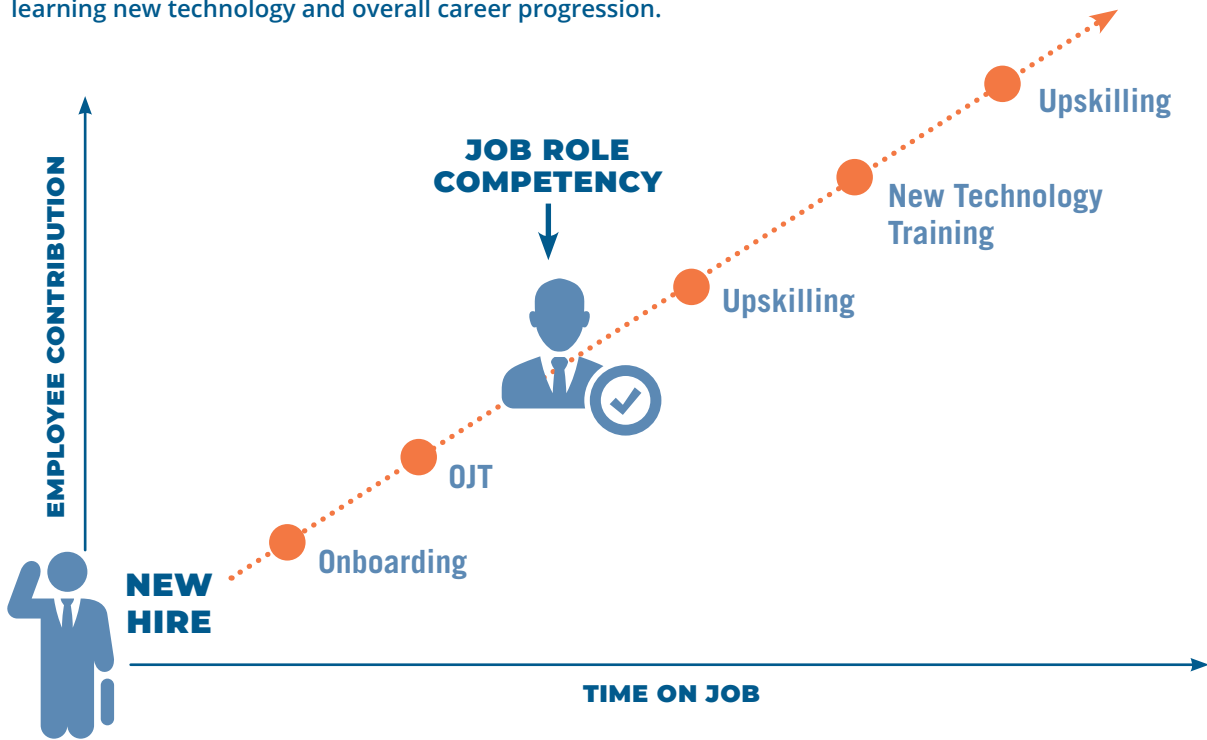 learning new technology and overall career progression.
Upskilling
JOB ROLE
COMPETENCY
New Technology
Training
EMPLOYEE CONTRIBUTION
Upskilling
OJT
Onboarding
NEW
HIRE
TIME ON JOB